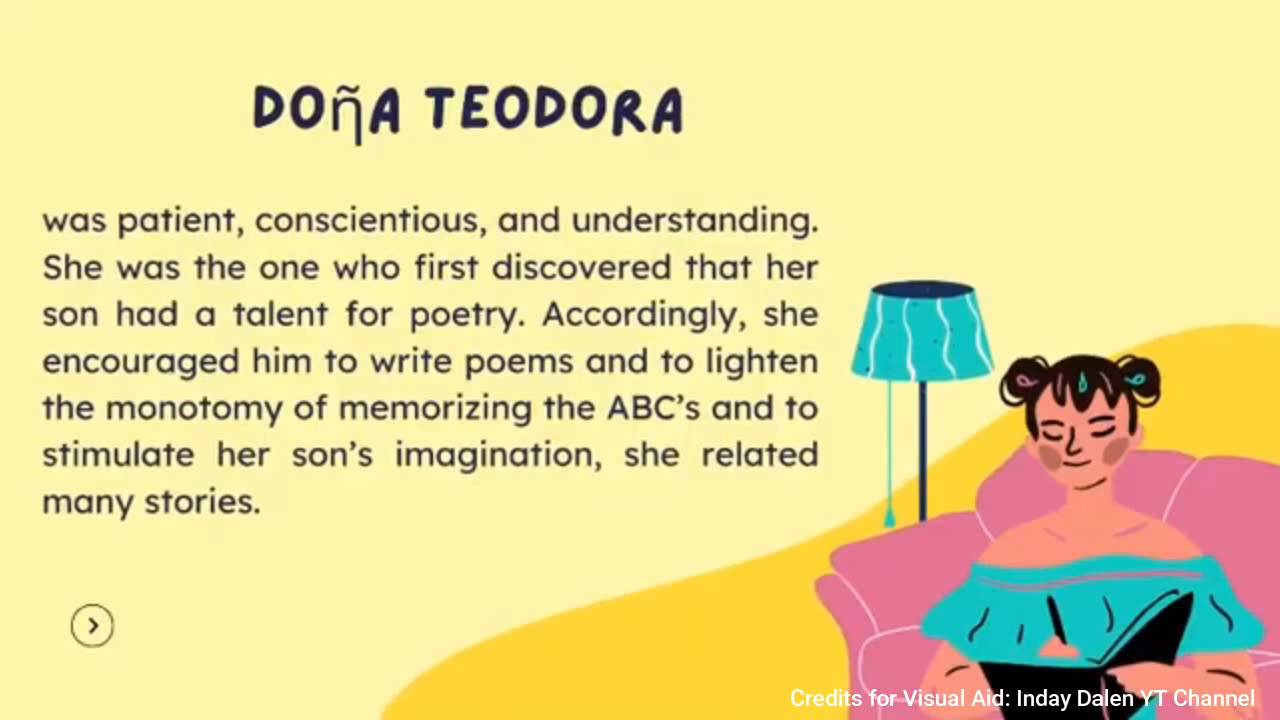 DOÑA TEODORA
was patient, conscientious, and understanding.
She was the one who first discovered that her
son had a talent for poetry. Accordingly, she
encouraged him to write poems and to lighten
the monotomy of memorizing the ABC’s and to
stimulate her son’s imagination, she related
many stories.
Credits for Visual Aid: Inday Dalen YT Channel